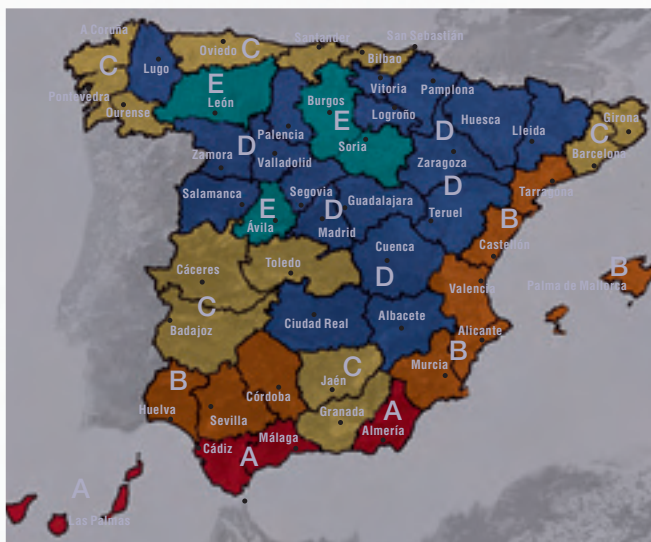 A Coruña
Oviedo
C
Santander
San Sebastián
Bilbao
C
Lugo
E
León
Burgos
E
Vitoria
Pamplona
Logroño
Huesca
Lleida
Girona
C
Barcelona
Pontevedra
Ourense
Palencia
D
Zamora
Valladolid
Soria
D
Zaragoza
Tarragona
Salamanca
Segovia
E
Ávila
D
Guadalajara
Madrid
D
Teruel
B
Castellón
Cuenca
D
Cáceres
Toledo
C
Badajoz
Valencia
B
Palma de Mallorca
Ciudad Real
Albacete
Alicante
B
Murcia
B
Huelva
Sevilla
Córdoba
C
Jaén
Granada
A
Almería
Cádiz
Málaga
A
A
Las Palmas